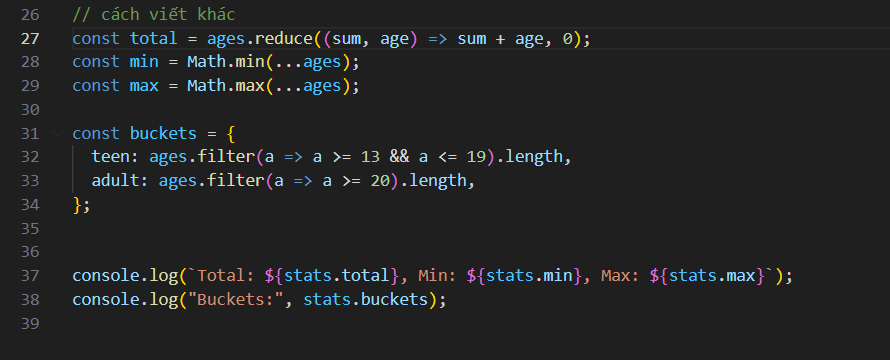 26 // cách viết khác
27 const total = ages.reduce((sum, age) => sum + age, 0);
28 const min = Math.min(...ages);
29 const max = Math.max(...ages);
30
31 const buckets = {
32   teen: ages.filter(a => a >= 13 && a <= 19).length,
33   adult: ages.filter(a => a >= 20).length,
34 };
35
36
37 console.log(`Total: ${stats.total}, Min: ${stats.min}, Max: ${stats.max}`);
38 console.log("Buckets:", stats.buckets);
39